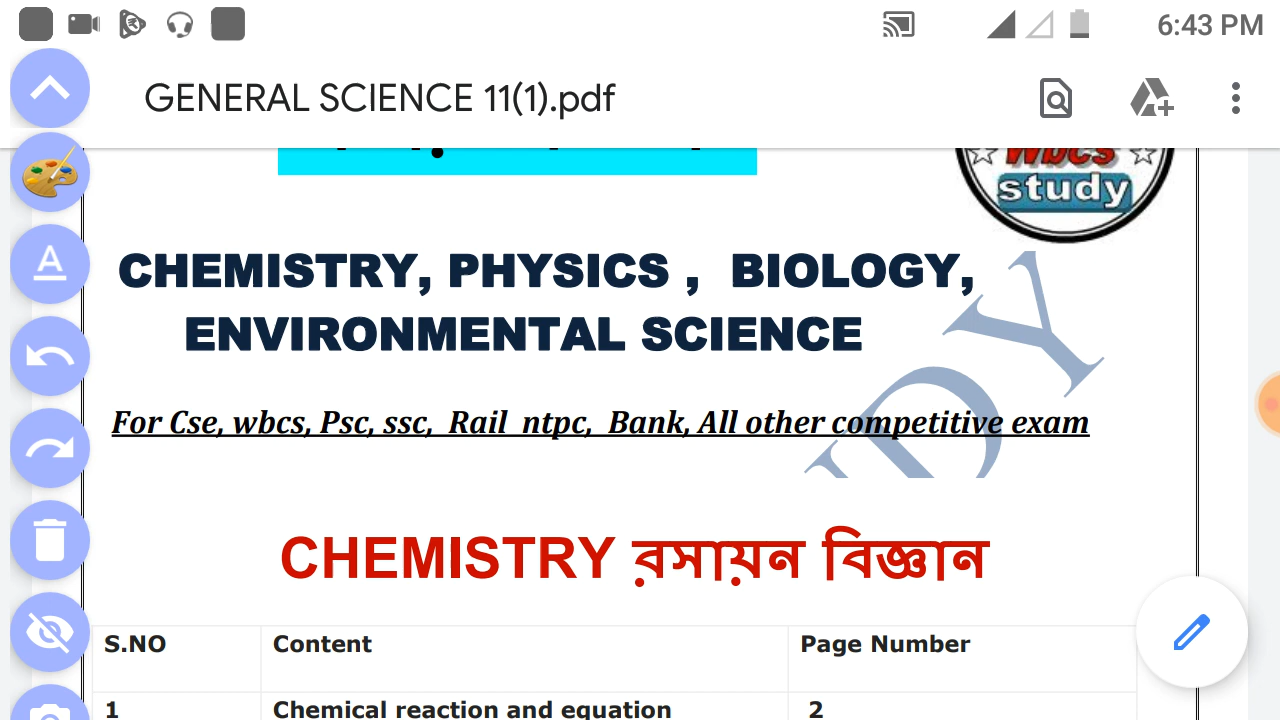 6:43 PM
GENERAL SCIENCE 11(1).pdf
Wbcs
study
CHEMISTRY, PHYSICS , BIOLOGY,
ENVIRONMENTAL SCIENCE
For Cse, wbcs, Psc, ssc, Rail ntpc, Bank, All other competitive exam
DY
CHEMISTRY রসায়ন বিজ্ঞান
S.NO Content Page Number
1 Chemical reaction and equation 2